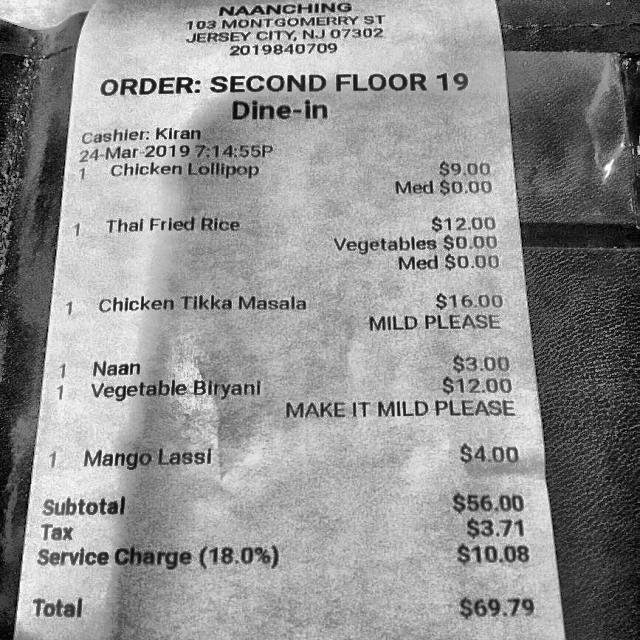 NAANCHING
103 MONTGOMERRY ST
JERSEY CITY, NJ 07302
2019840709
ORDER: SECOND FLOOR 19
Dine-in
Cashier: Kiran
24-Mar-2019 7:14:55P
1 Chicken Lollipop $9.00
Med $0.00
1 Thai Fried Rice $12.00
Vegetables $0.00
Med $0.00
1 Chicken Tikka Masala $16.00
MILD PLEASE
1 Naan $3.00
1 Vegetable Biryani $12.00
MAKE IT MILD PLEASE
1 Mango Lassi $4.00
Subtotal $56.00
Tax $3.71
Service Charge (18.0%) $10.08
Total $69.79